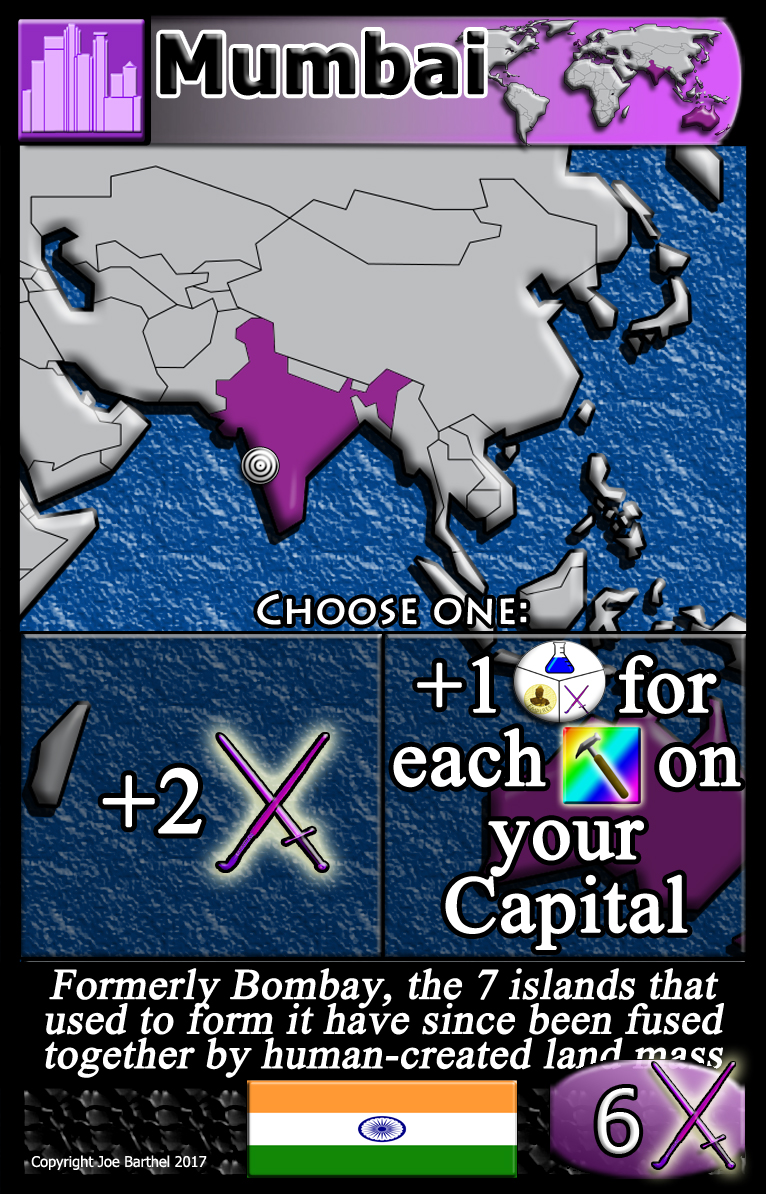 Mumbai
CHOOSE ONE:
+2
+1 for
each on
your
Capital
Formerly Bombay, the 7 islands that
used to form it have since been fused
together by human-created land mass
6
Copyright Joe Barthel 2017